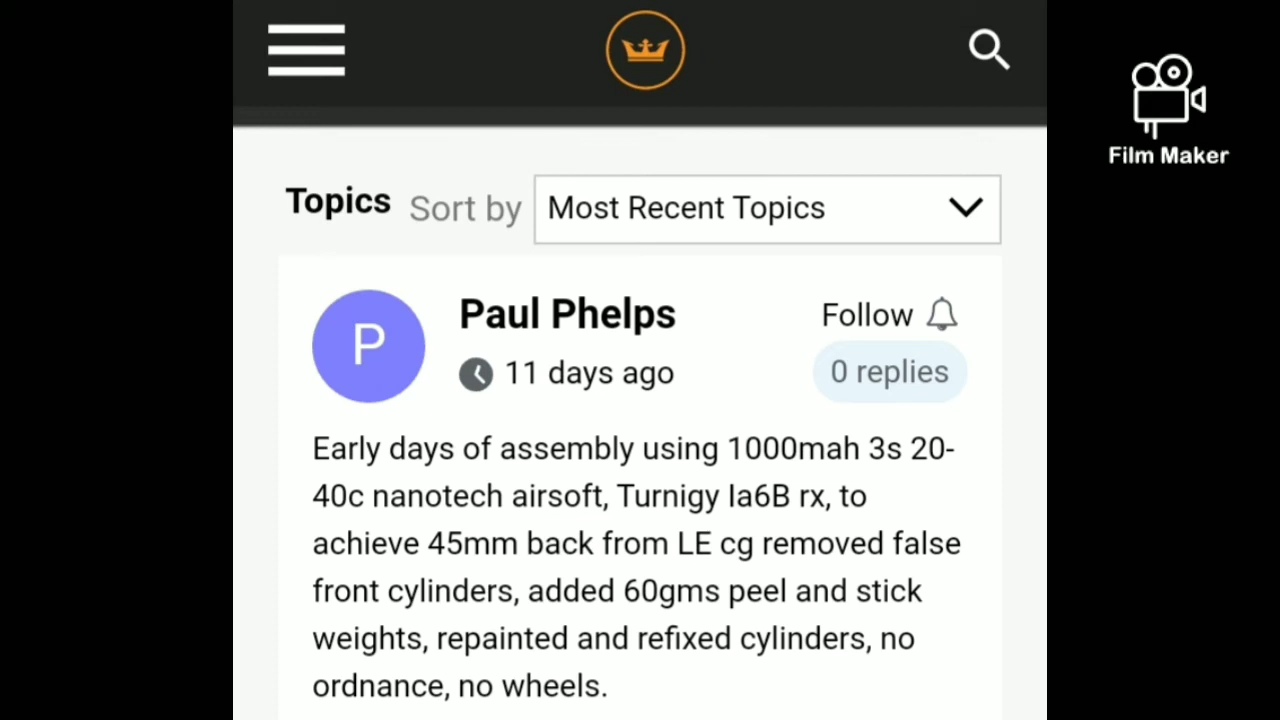 Film Maker
Topics Sort by Most Recent Topics
P
Paul Phelps
Follow
11 days ago
0 replies
Early days of assembly using 1000mah 3s 20-
40c nanotech airsoft, Turnigy Ia6B rx, to
achieve 45mm back from LE cg removed false
front cylinders, added 60gms peel and stick
weights, repainted and refixed cylinders, no
ordnance, no wheels.